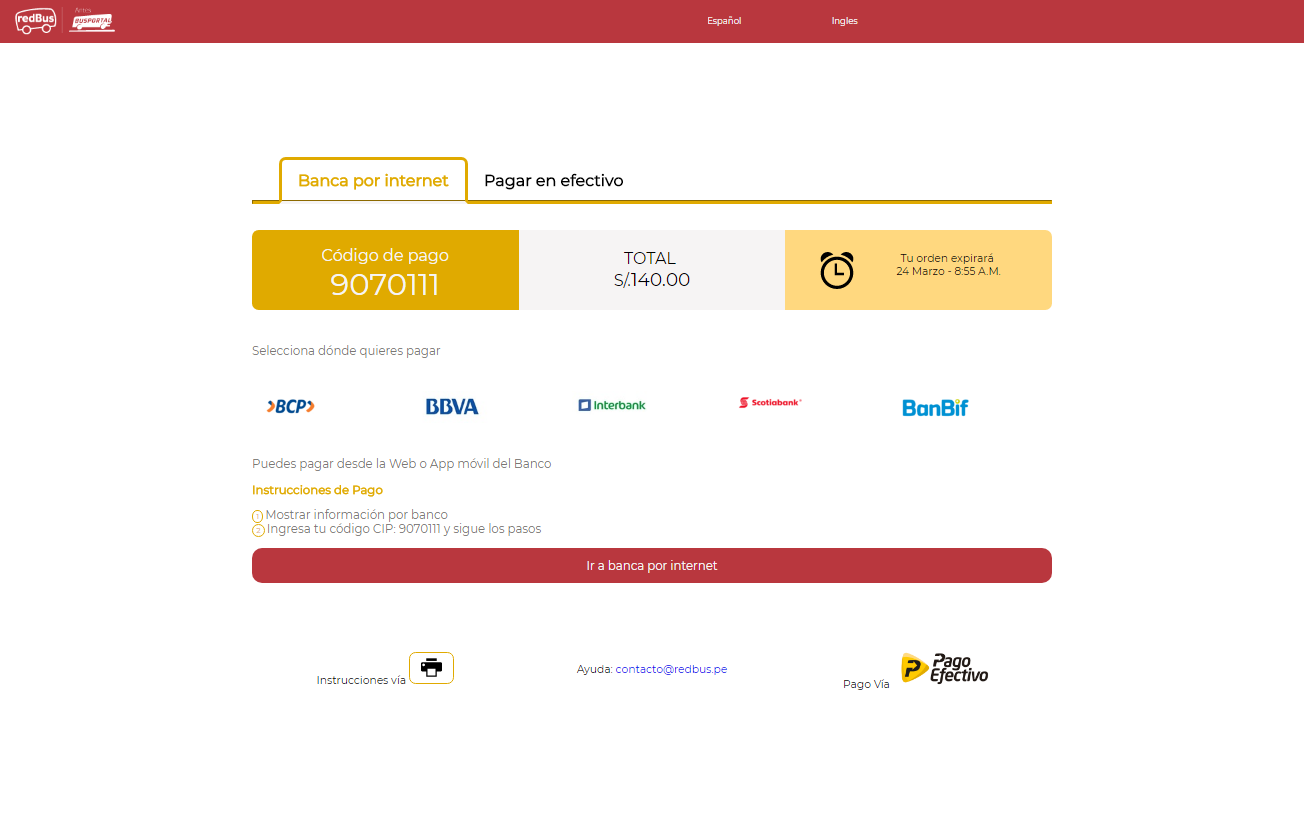 redBus
Antes
BUSPORTAL
Español
Ingles
Banca por internet
Pagar en efectivo
Código de pago
9070111
TOTAL
S/.140.00
Tu orden expirará
24 Marzo - 8:55 A.M.
Selecciona dónde quieres pagar
BCP
BBVA
Interbank
Scotiabank
BanBif
Puedes pagar desde la Web o App móvil del Banco
Instrucciones de Pago
1 Mostrar información por banco
2 Ingresa tu código CIP: 9070111 y sigue los pasos
Ir a banca por internet
Instrucciones vía
Ayuda: contacto@redbus.pe
Pago Vía
Pago
Efectivo